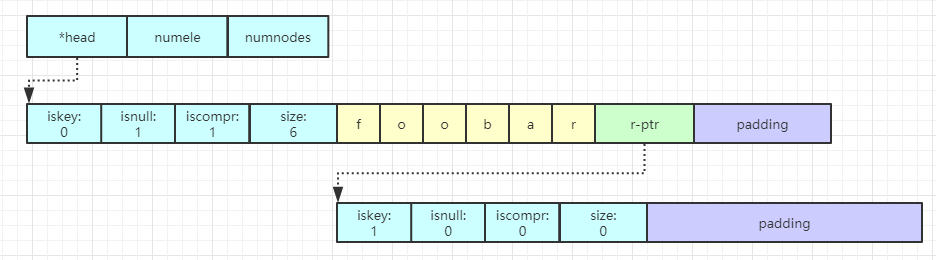 *head numele numnodes
iskey: 0 isnull: 1 iscompr: 1 size: 6 f o o b a r r-ptr padding
iskey: 1 isnull: 0 iscompr: 0 size: 0 padding